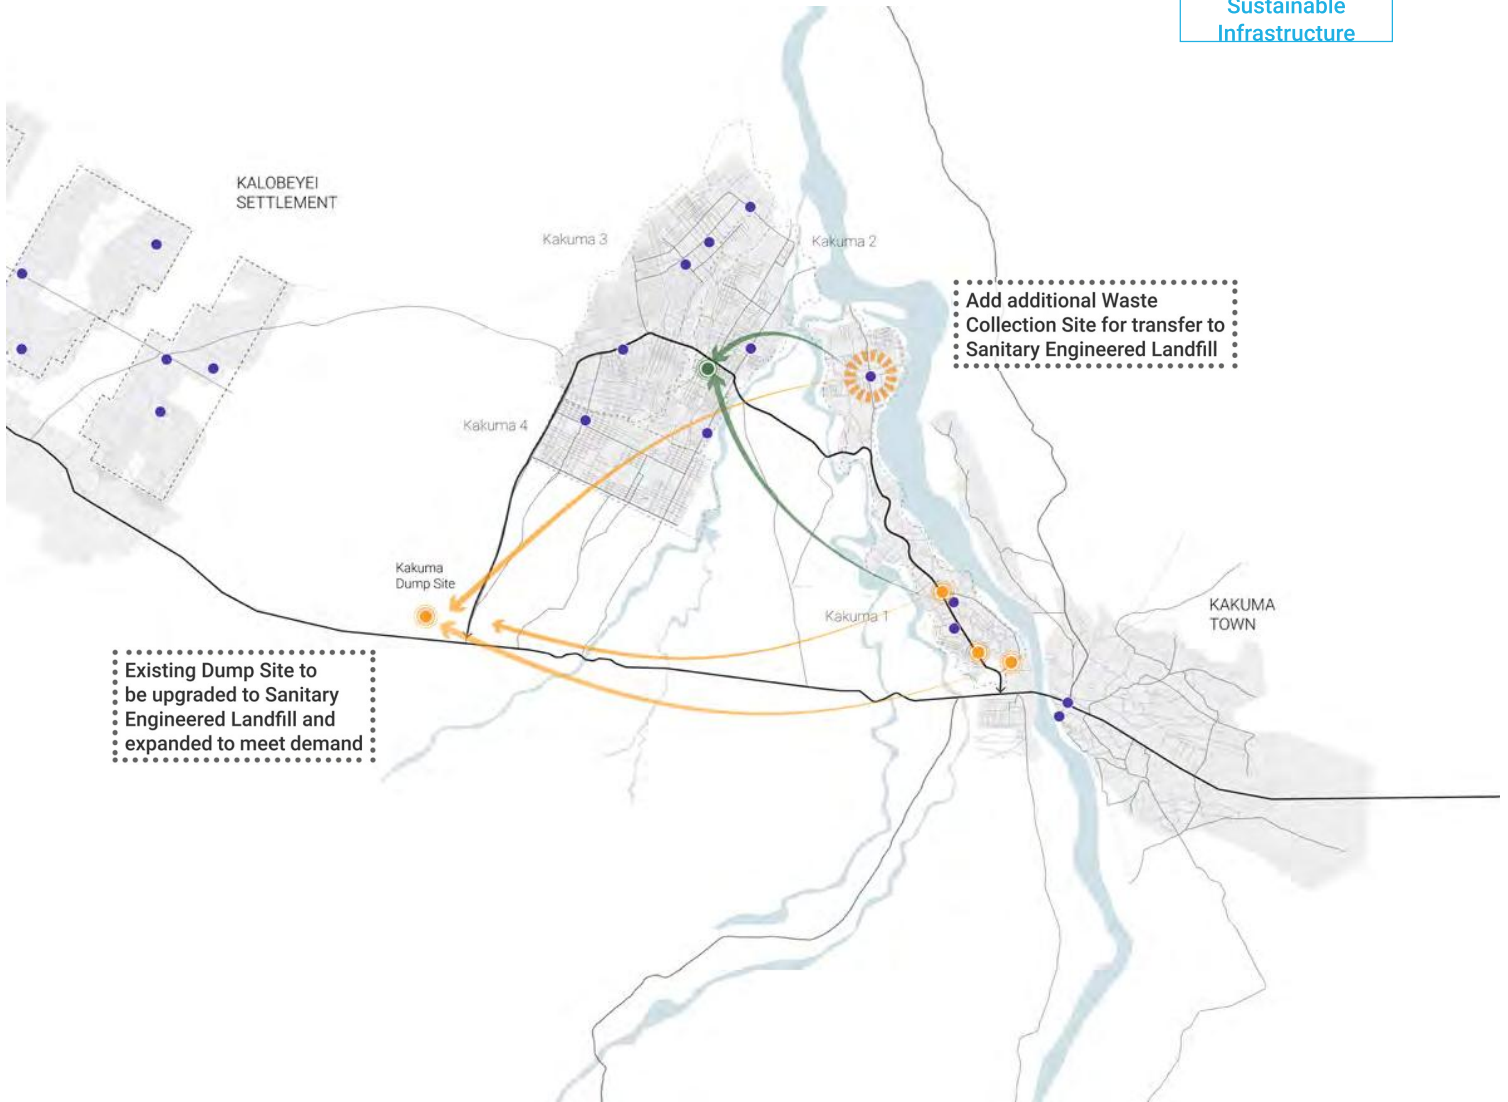 Sustainable
Infrastructure
KALOBEYEI
SETTLEMENT
Kakuma 3
Kakuma 2
Add additional Waste
Collection Site for transfer to
Sanitary Engineered Landfill
Kakuma 4
Kakuma
Dump Site
Kakuma 1
KAKUMA
TOWN
Existing Dump Site to
be upgraded to Sanitary
Engineered Landfill and
expanded to meet demand